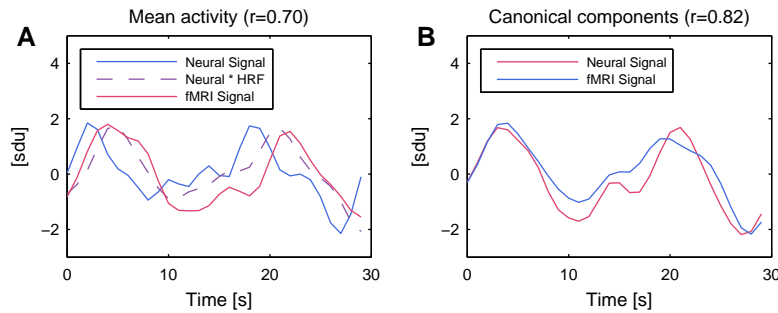 Mean activity (r=0.70)
A
Neural Signal
Neural * HRF
fMRI Signal
[sdu]
4
2
0
−2
0
10
20
30
Time [s]
Canonical components (r=0.82)
B
Neural Signal
fMRI Signal
[sdu]
4
2
0
−2
0
10
20
30
Time [s]